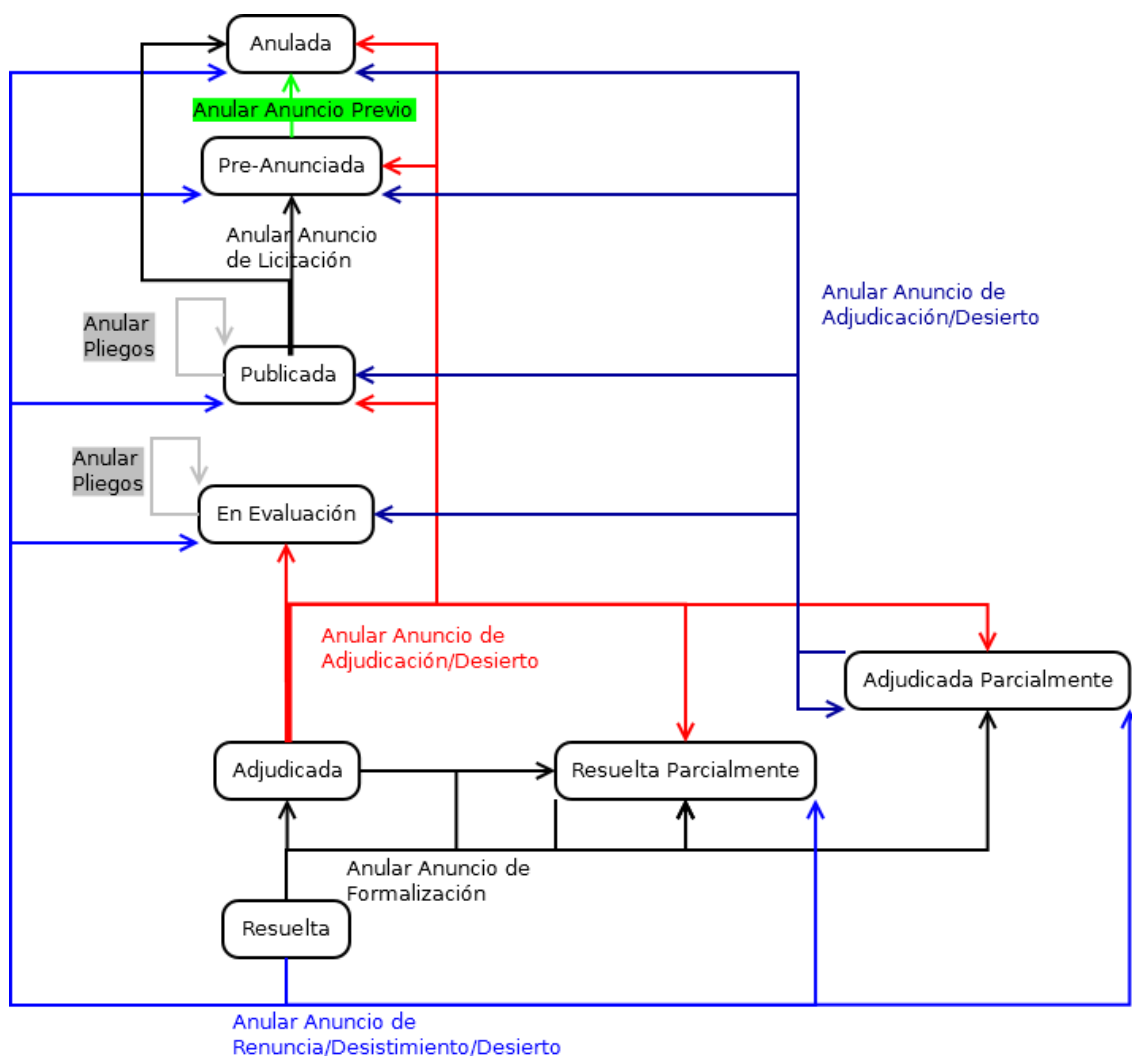 Anulada
Anular Anuncio Previo
Pre-Anunciada
Anular Anuncio
de Licitación
Anular Anuncio de
Adjudicación/Desierto
Anular
Pliegos
Publicada
Anular
Pliegos
En Evaluación
Anular Anuncio de
Adjudicación/Desierto
Adjudicada Parcialmente
Adjudicada
Resuelta Parcialmente
Anular Anuncio de
Formalización
Resuelta
Anular Anuncio de
Renuncia/Desistimiento/Desierto